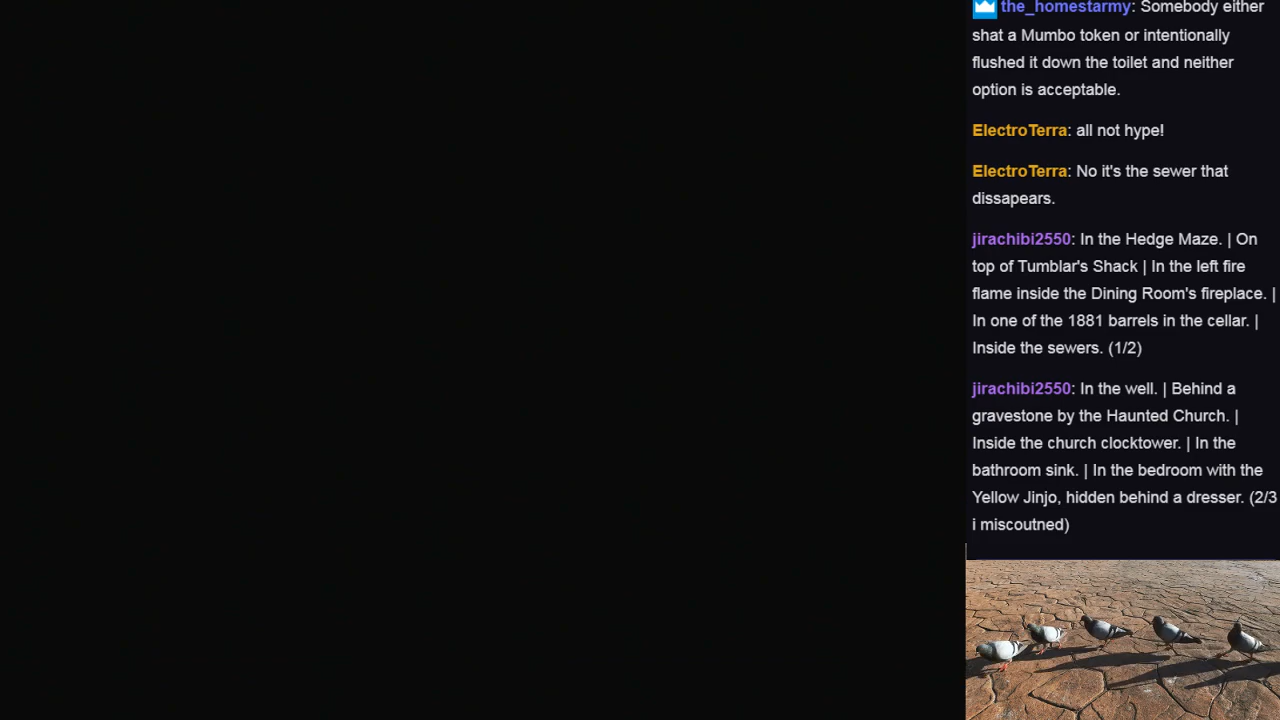 the_homestarmy: Somebody either
shat a Mumbo token or intentionally
flushed it down the toilet and neither
option is acceptable.
ElectroTerra: all not hype!
ElectroTerra: No it's the sewer that
dissapears.
jirachibi2550: In the Hedge Maze. | On
top of Tumblar's Shack | In the left fire
flame inside the Dining Room's fireplace. |
In one of the 1881 barrels in the cellar. |
Inside the sewers. (1/2)
jirachibi2550: In the well. | Behind a
gravestone by the Haunted Church. |
Inside the church clocktower. | In the
bathroom sink. | In the bedroom with the
Yellow Jinjo, hidden behind a dresser. (2/3
i miscoutned)